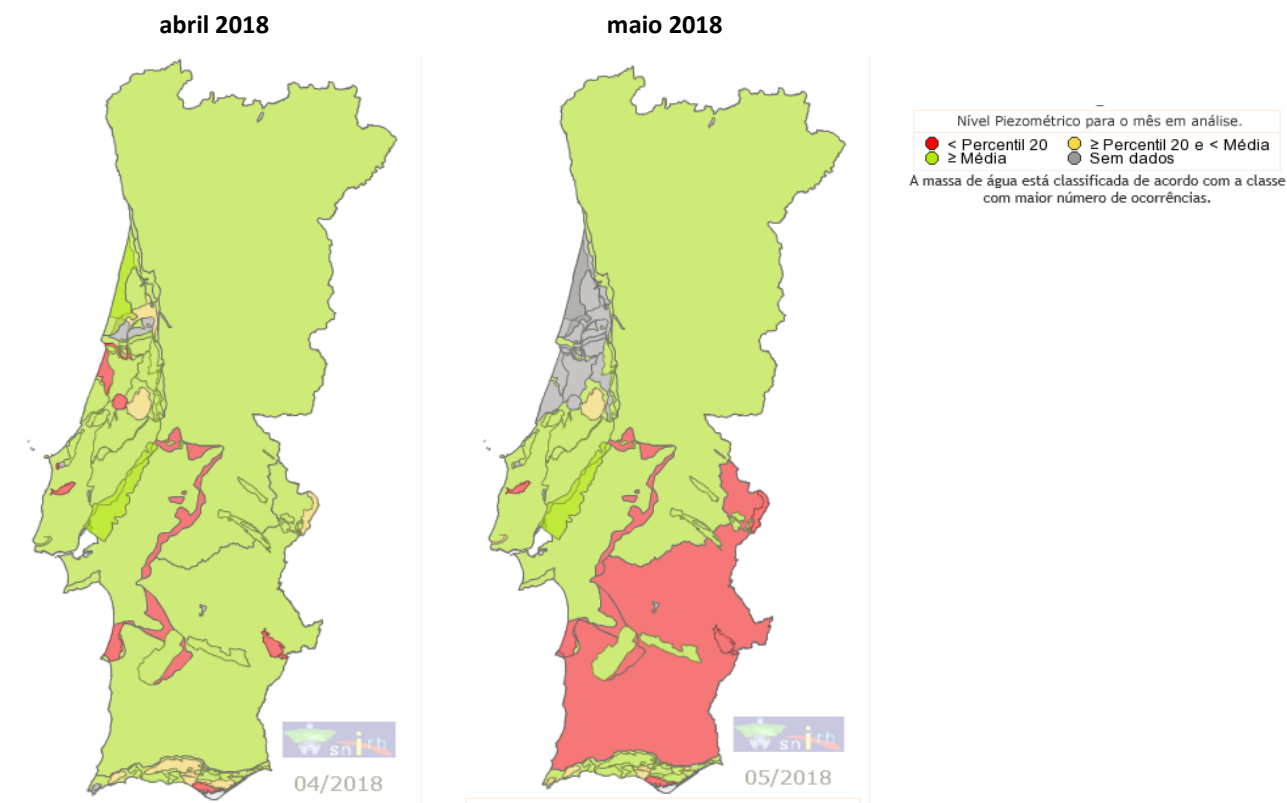 abril 2018
maio 2018
Nível Piezométrico para o mês em análise.
< Percentil 20
≥ Percentil 20 e < Média
≥ Média
Sem dados
A massa de água está classificada de acordo com a classe
com maior número de ocorrências.
snirh
04/2018
snirh
05/2018